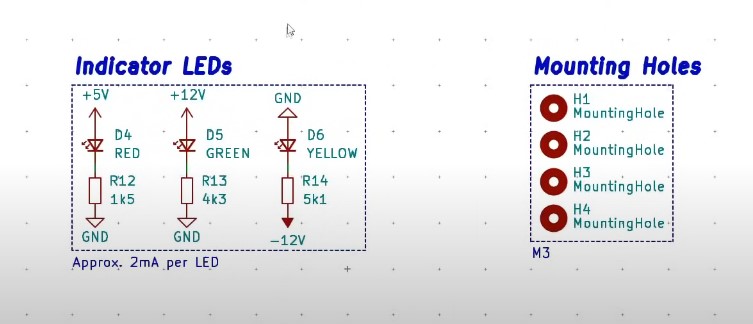 Indicator LEDs
+5V
D4
RED
R12
1k5
GND
+12V
D5
GREEN
R13
4k3
GND
GND
D6
YELLOW
R14
5k1
-12V
Approx. 2mA per LED
Mounting Holes
H1
MountingHole
H2
MountingHole
H3
MountingHole
H4
MountingHole
M3